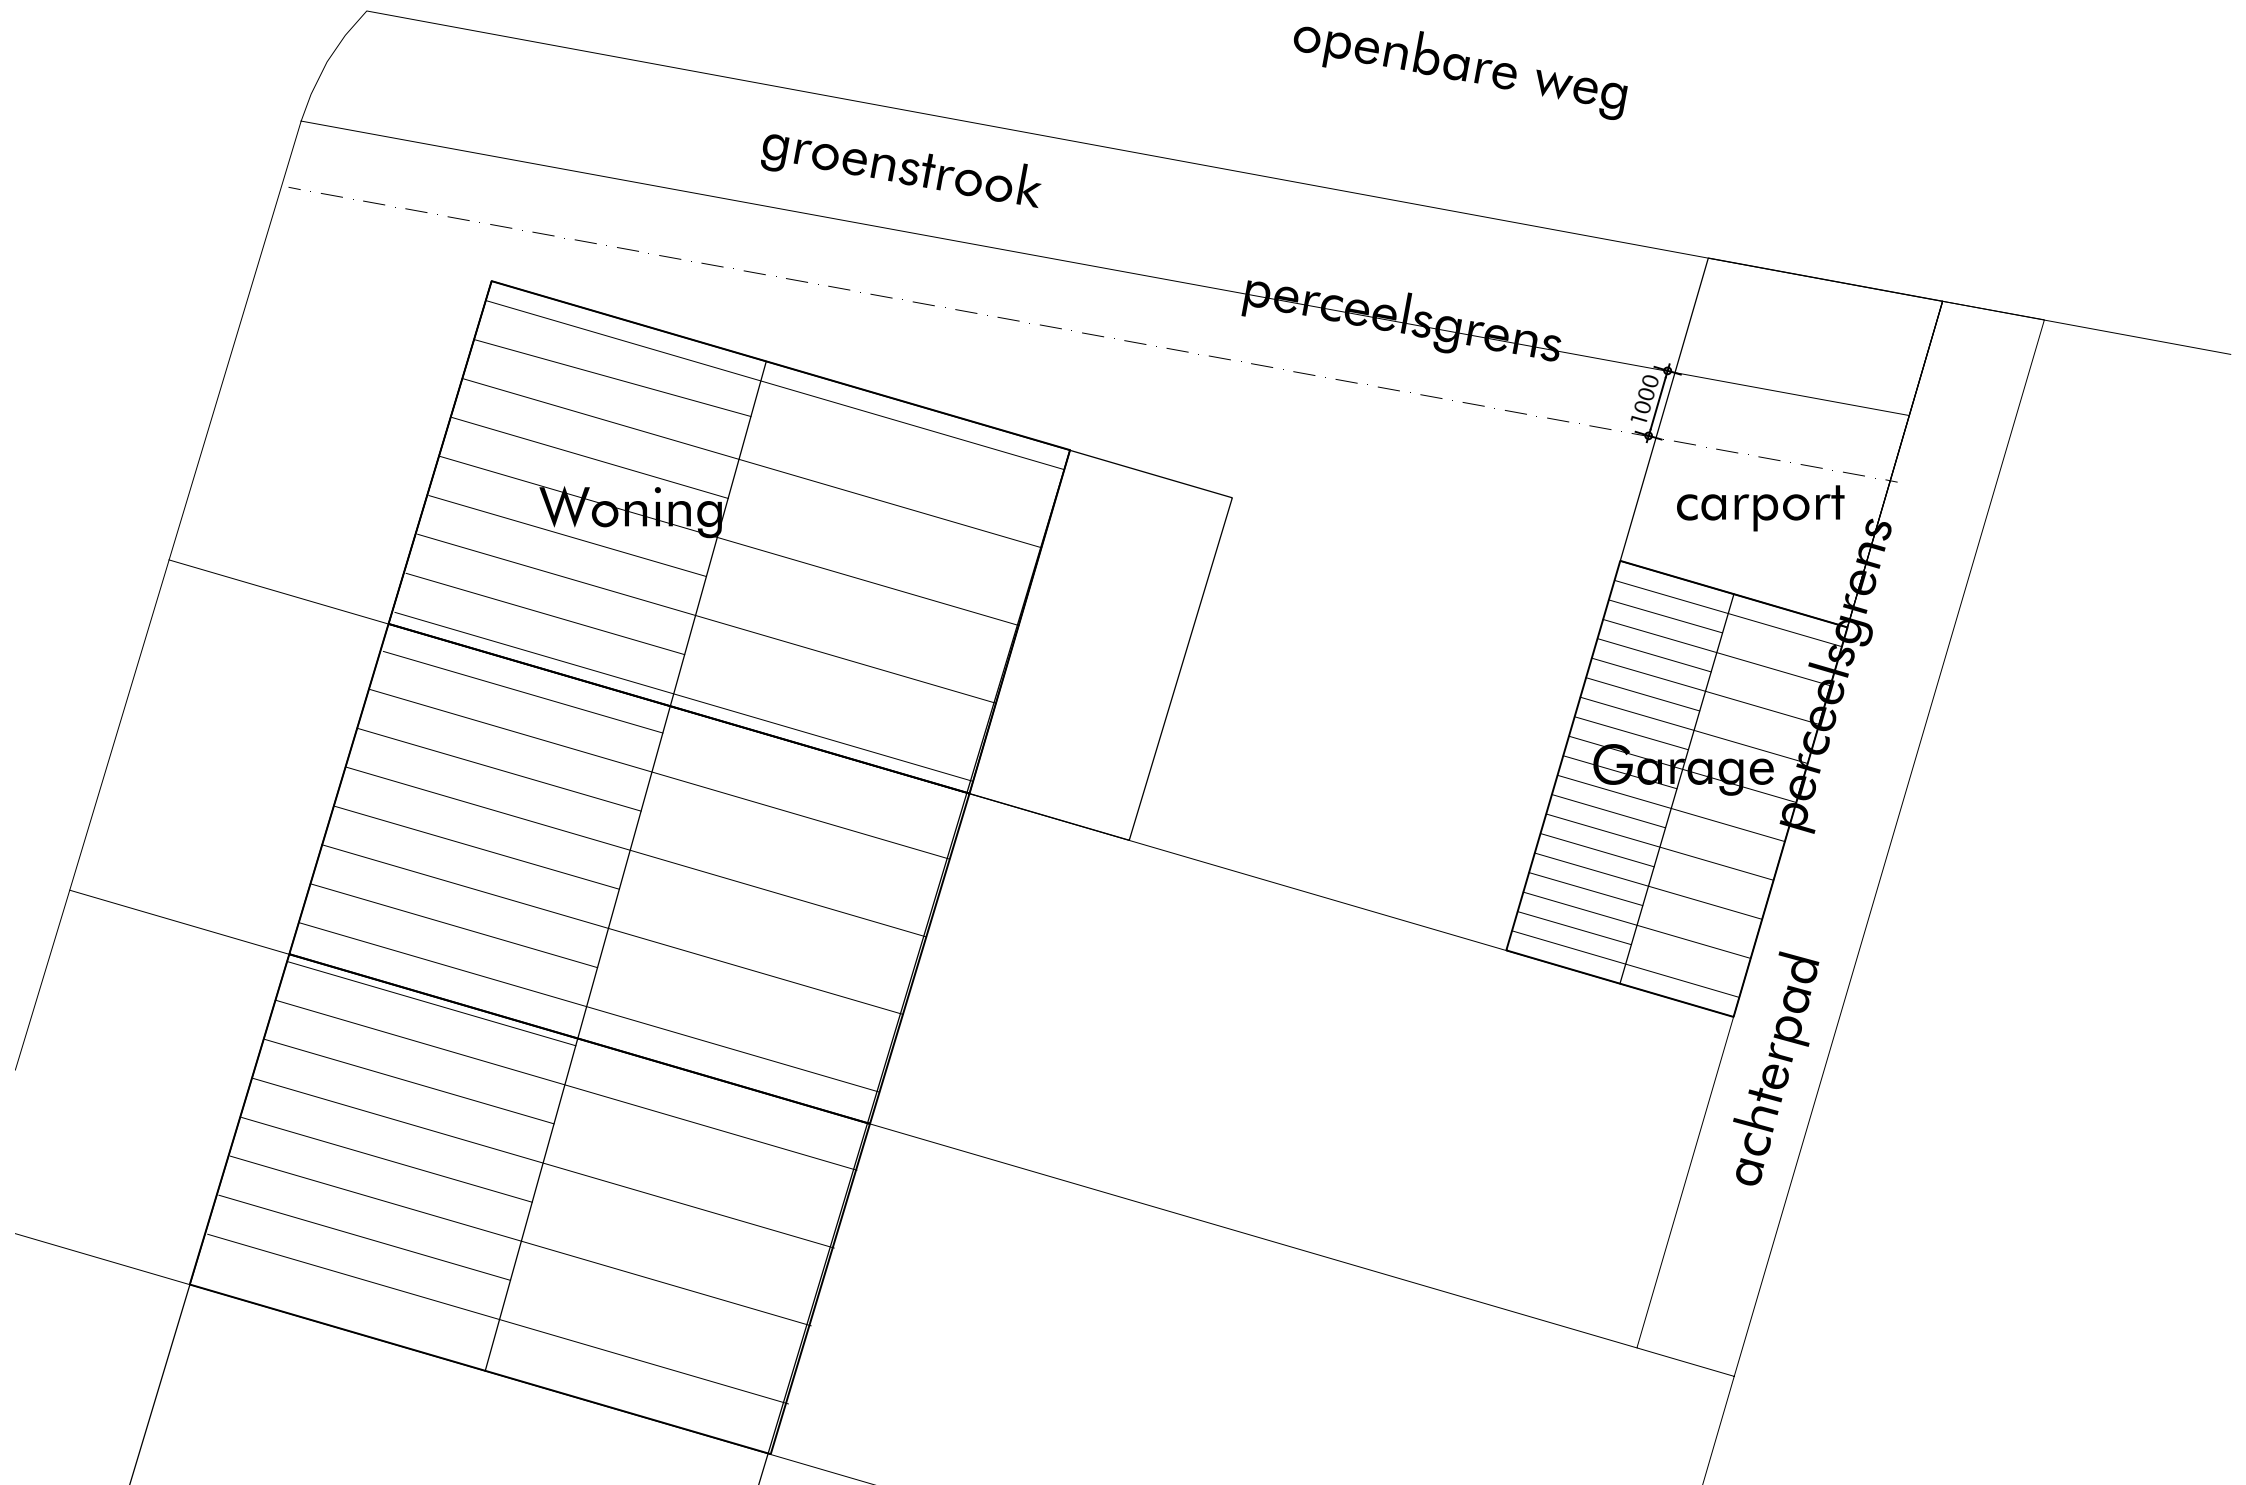 openbare weg
groenstrook
perceelsgrens
1000
carport
Woning
perceelsgrens
Garage
achterpad